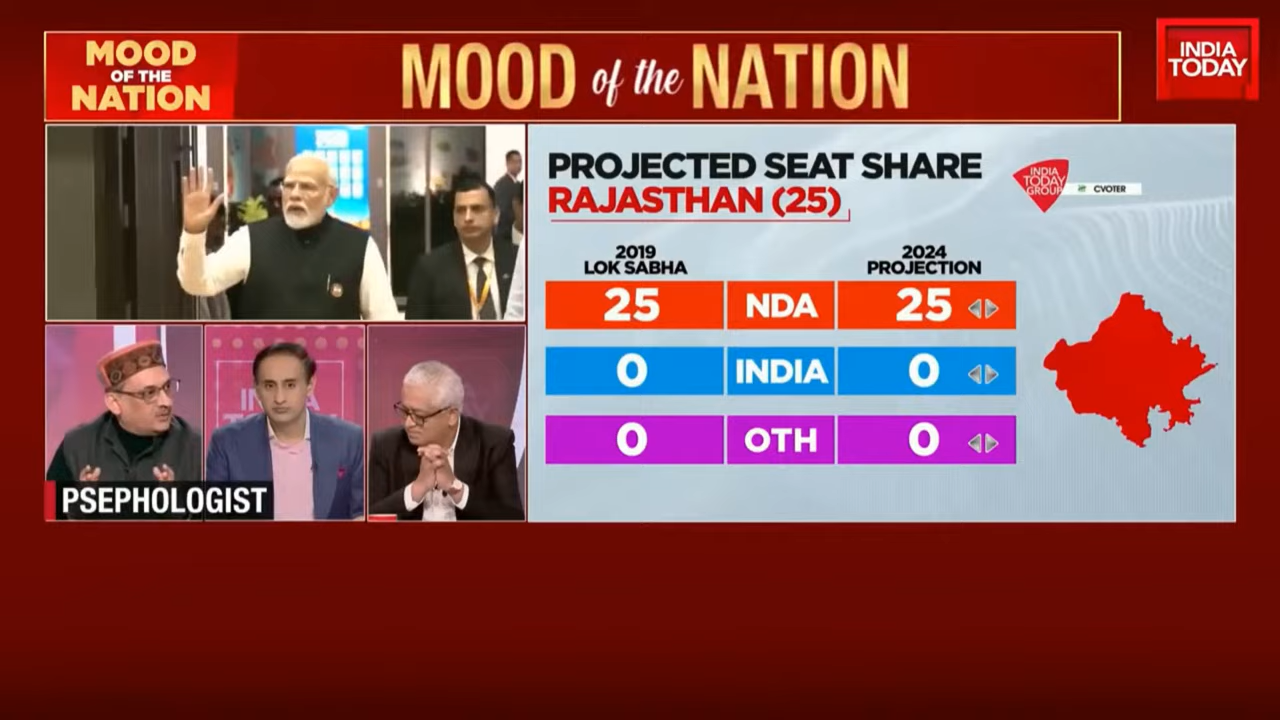 MOOD
OF THE
NATION
MOOD of the NATION
INDIA
TODAY
PROJECTED SEAT SHARE
RAJASTHAN (25)
INDIA
TODAY
GROUP
CVOTER
2019
LOK SABHA
2024
PROJECTION
25 NDA 25
0 INDIA 0
0 OTH 0
PSEPHOLOGIST